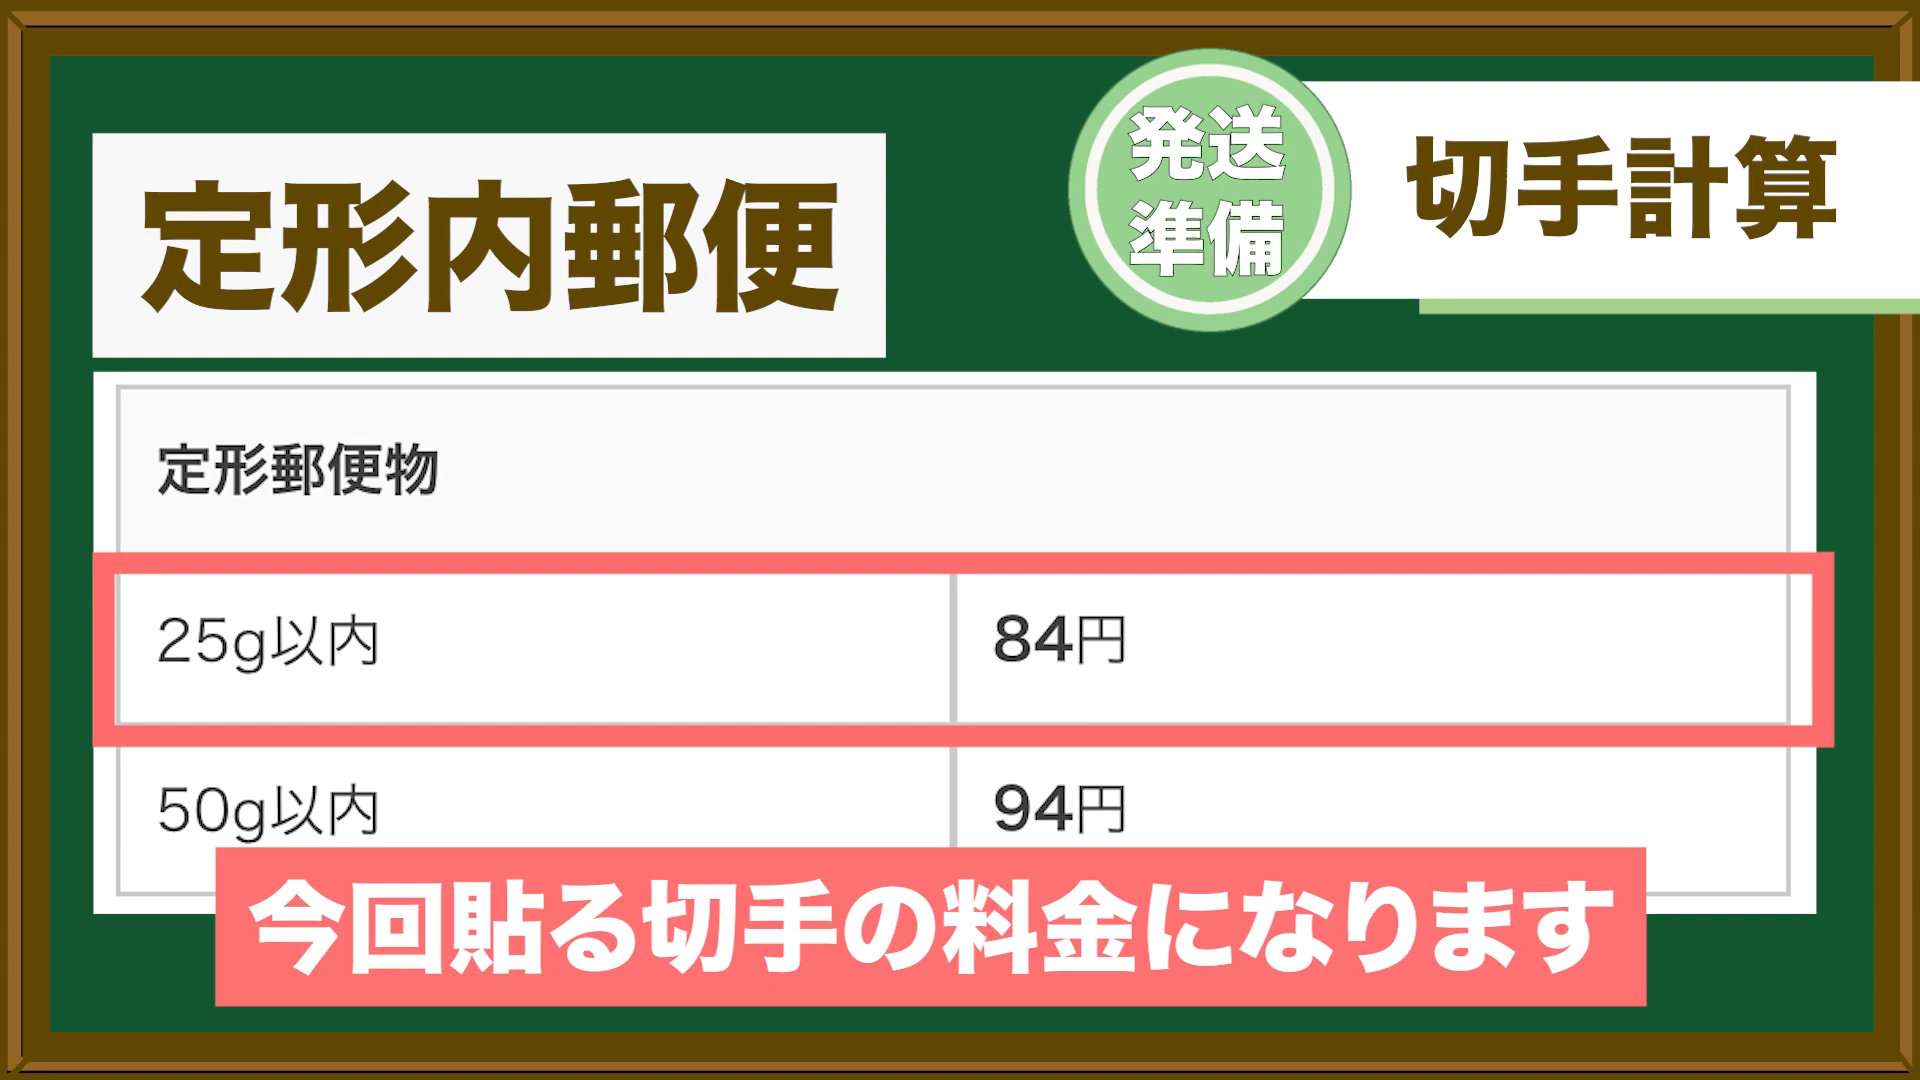 定形内郵便
発送
準備
切手計算
定形郵便物
25g以内 84円
50g以内 94円
今回貼る切手の料金になります